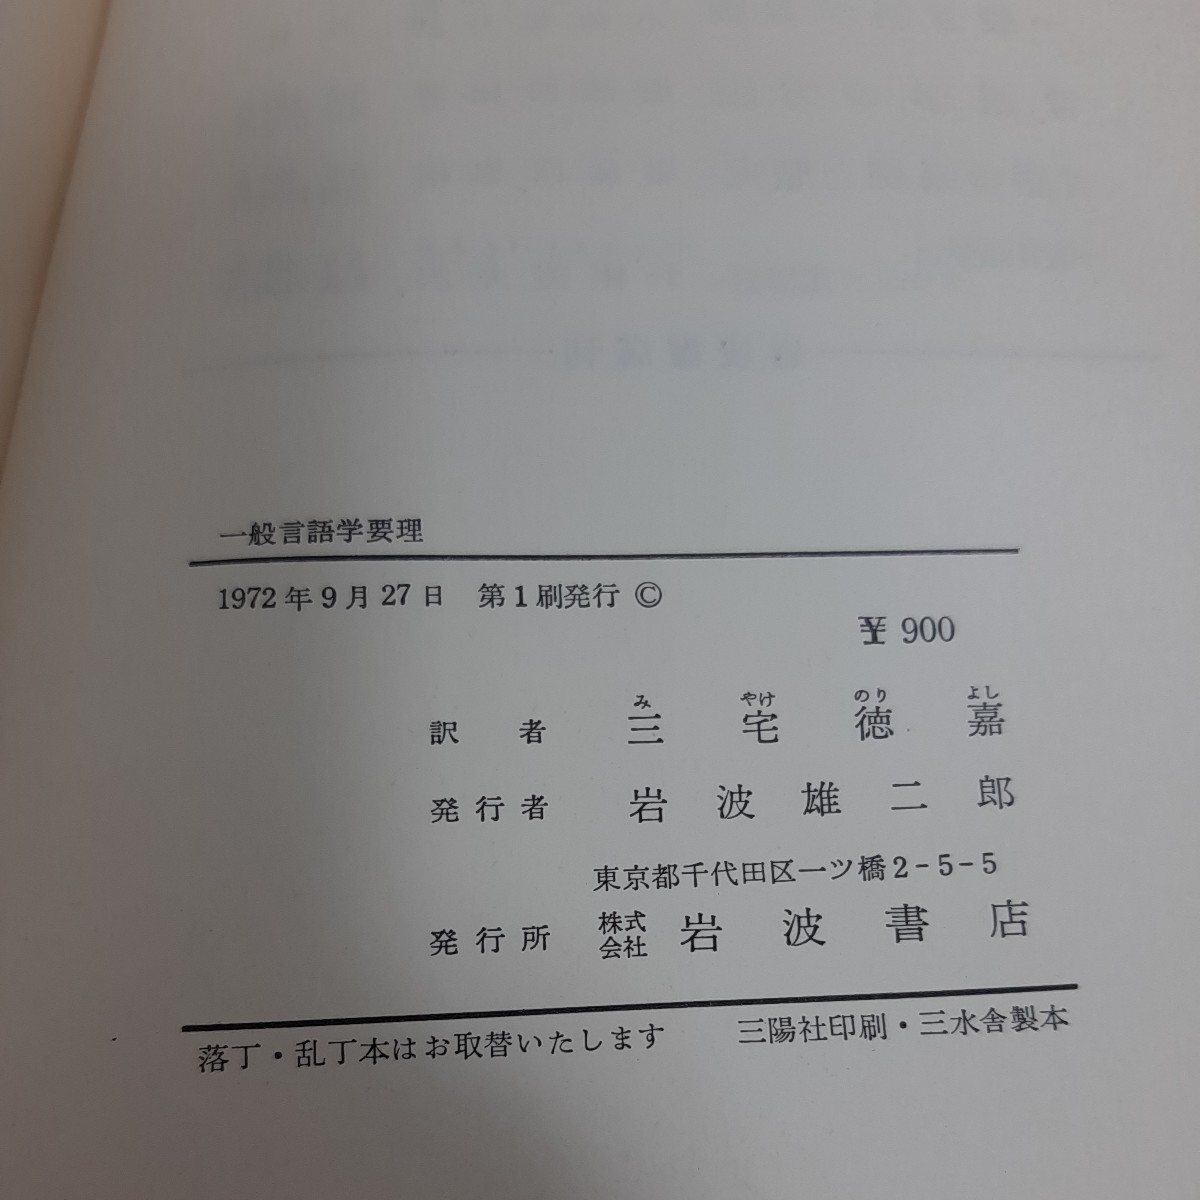 一般言語学要理
1972年9月27日 第1刷発行 ©
¥ 900
訳者 三宅徳嘉
みやけのりよし
発行者 岩波雄二郎
東京都千代田区一ツ橋2-5-5
発行所 株式会社 岩波書店
落丁・乱丁本はお取替いたします 三陽社印刷・三水舎製本